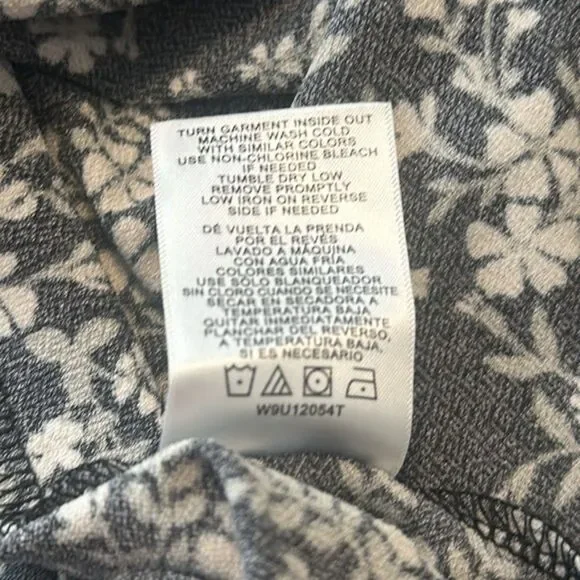 TURN GARMENT INSIDE OUT
MACHINE WASH COLD
WITH SIMILAR COLORS
USE NON-CHLORINE BLEACH
IF NEEDED
TUMBLE DRY LOW
REMOVE PROMPTLY
LOW IRON ON REVERSE
SIDE IF NEEDED
DÉ VUELTA LA PRENDA
POR EL REVÉS
LAVADO A MÁQUINA
CON AGUA FRÍA
COLORES SIMILARES
USE SÓLO BLANQUEADOR
SIN CLORO CUANDO SE NECESITE
SECAR EN SECADORA A
TEMPERATURA BAJA
QUITAR IMMEDIATAMENTE
PLANCHAR DEL REVERSO,
A TEMPERATURA BAJA,
SI ES NECESARIO
W9U12054T